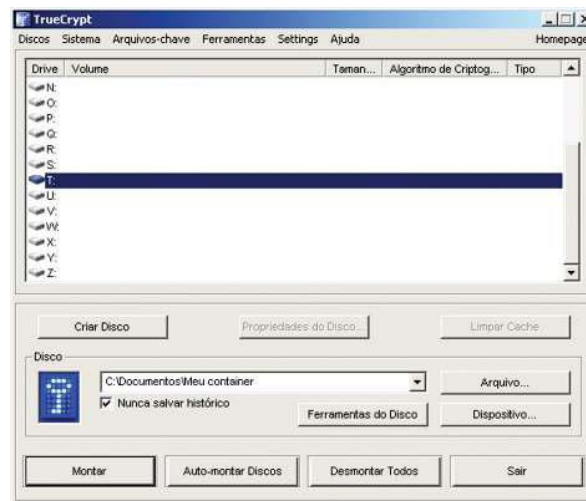 TrueCrypt
Discos Sistema Arquivos-chave Ferramentas Settings Ajuda Homepage
Drive Volume Taman... Algoritmo de Criptog... Tipo
N:
O:
P:
Q:
R:
S:
T:
U:
V:
W:
X:
Y:
Z:
Criar Disco Propriedades do Disco... Limpar Cache
Disco
C:\Documentos\Meu container Arquivo...
Nunca salvar histórico
Ferramentas do Disco Dispositivo...
Montar Auto-montar Discos Desmontar Todos Sair